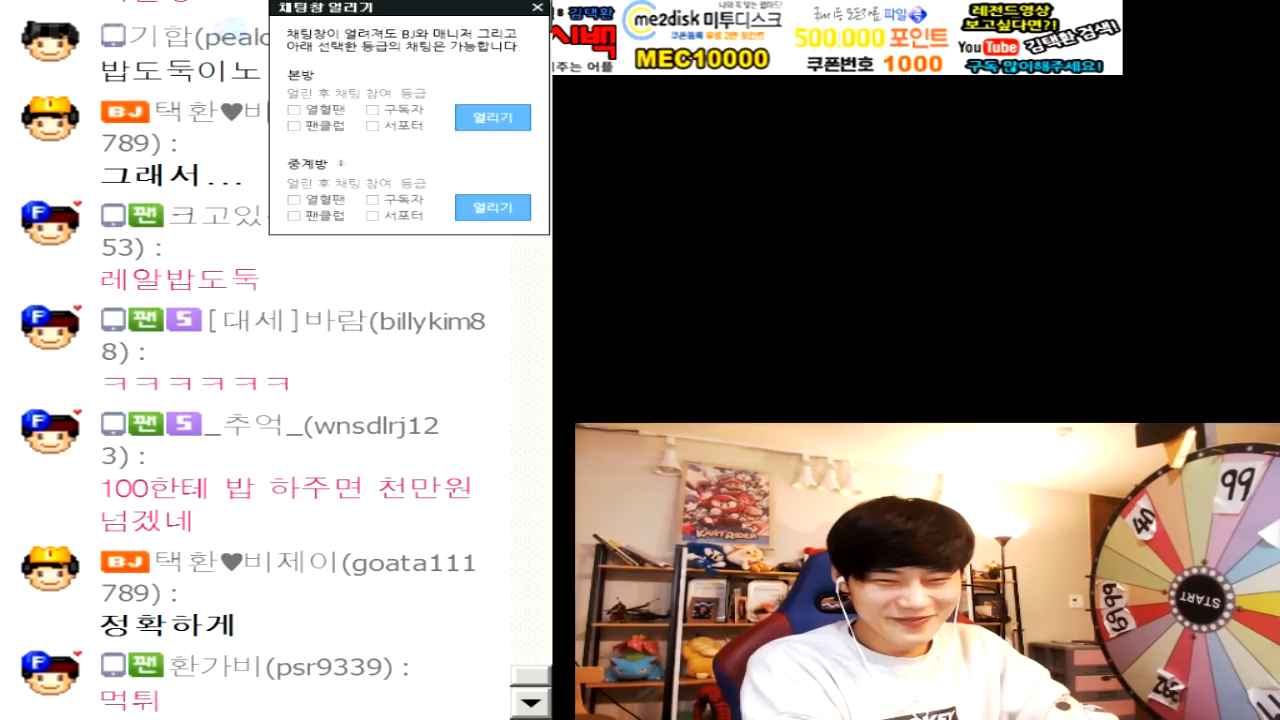 기합(pealo
밥도둑이노
BJ 택환♥비
789) :
그래서...
팬 크고있
53) :
레알밥도둑
팬 S [대세]바람(billykim8
8) :
ㅋㅋㅋㅋㅋㅋ
팬 S _추억_(wnsdlrj12
3) :
100한테 밥 하주면 천만원
넘겠네
BJ 택환♥비제이(goata111
789) :
정확하게
팬 환가비(psr9339) :
먹튀
채팅창 얼리기
채팅창이 얼려져도 BJ와 매니저 그리고
아래 선택한 등급의 채팅은 가능합니다.
본방
얼린 후 채팅 참여 등급
열혈팬 구독자
팬클럽 서포터
얼리기
중계방
얼린 후 채팅 참여 등급
열혈팬 구독자
팬클럽 서포터
얼리기
김택환
주는 어플
me2disk 미투디스크
MEC10000
파일
500.000 포인트
쿠폰번호 1000
레전드영상
보고싶다면?!
YouTube 김택환 검색!
구독 많이해주세요!
KARTRIDER
99
START